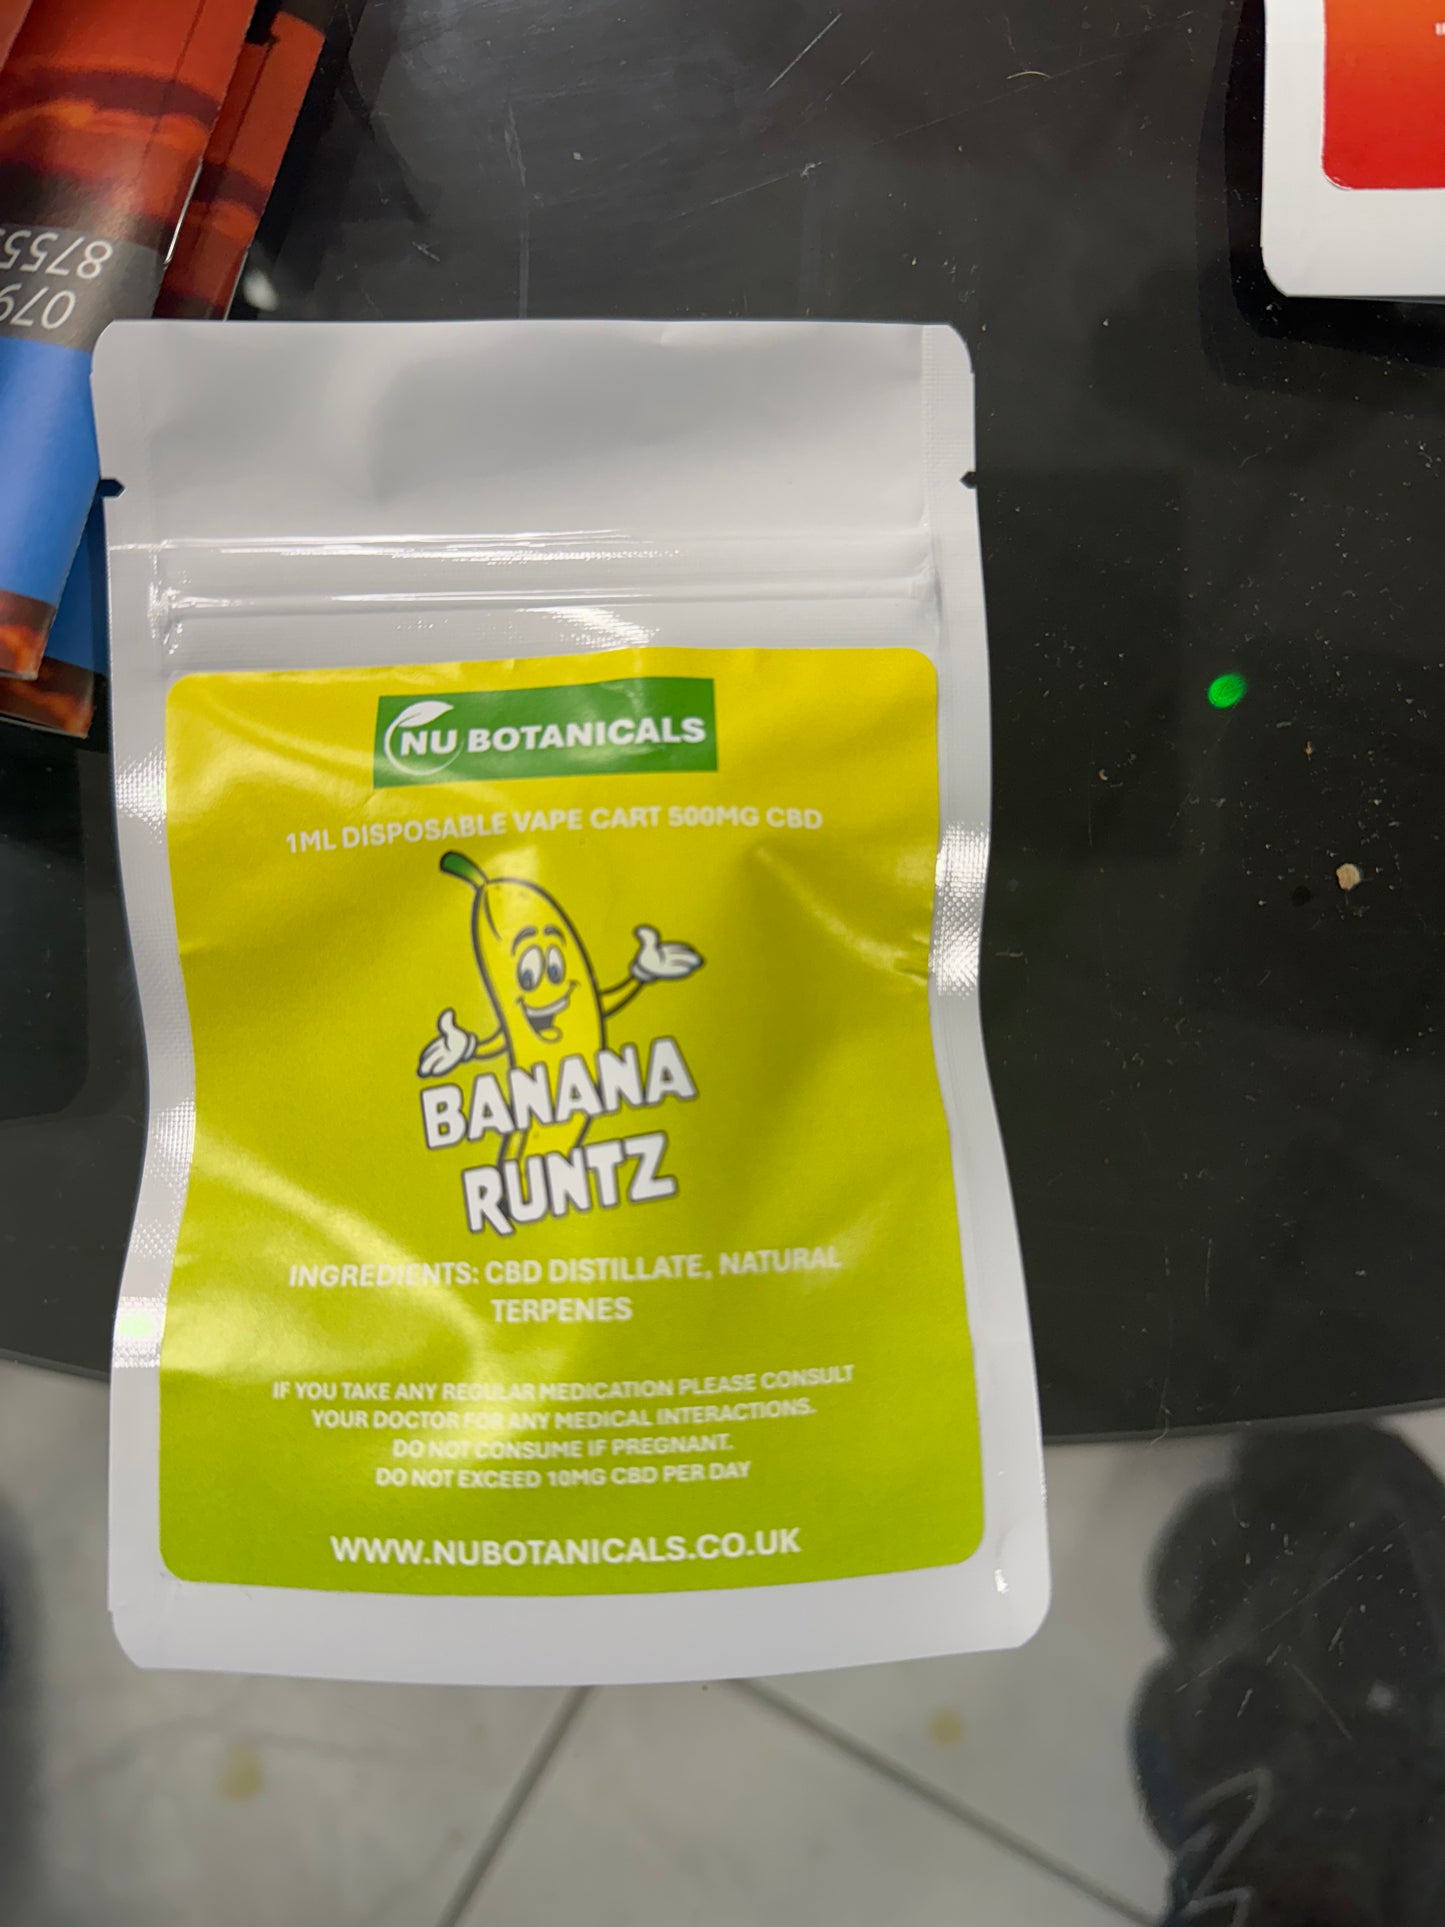 8755
079
NU BOTANICALS
1ML DISPOSABLE VAPE CART 500MG CBD
BANANA
RUNTZ
INGREDIENTS: CBD DISTILLATE, NATURAL
TERPENES
IF YOU TAKE ANY REGULAR MEDICATION PLEASE CONSULT
YOUR DOCTOR FOR ANY MEDICAL INTERACTIONS.
DO NOT CONSUME IF PREGNANT.
DO NOT EXCEED 10MG CBD PER DAY
WWW.NUBOTANICALS.CO.UK